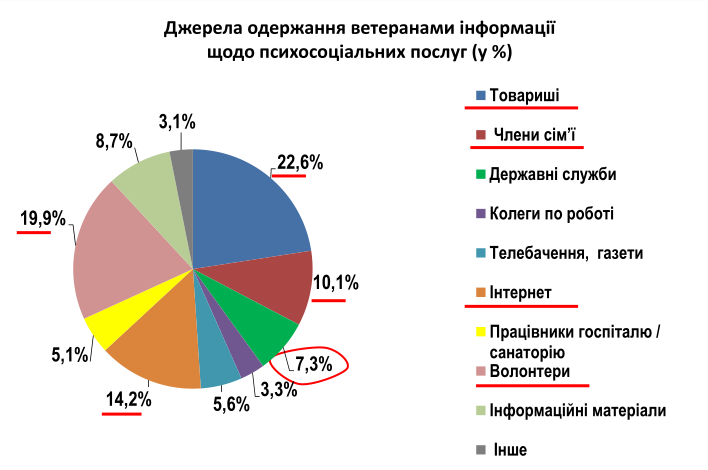 Джерела одержання ветеранами інформації
щодо психосоціальних послуг (у %)
3,1%
8,7%
22,6%
19,9%
10,1%
5,1%
7,3%
3,3%
14,2%
5,6%
Товариші
Члени сім’ї
Державні служби
Колеги по роботі
Телебачення, газети
Інтернет
Працівники госпіталю /
санаторію
Волонтери
Інформаційні матеріали
Інше